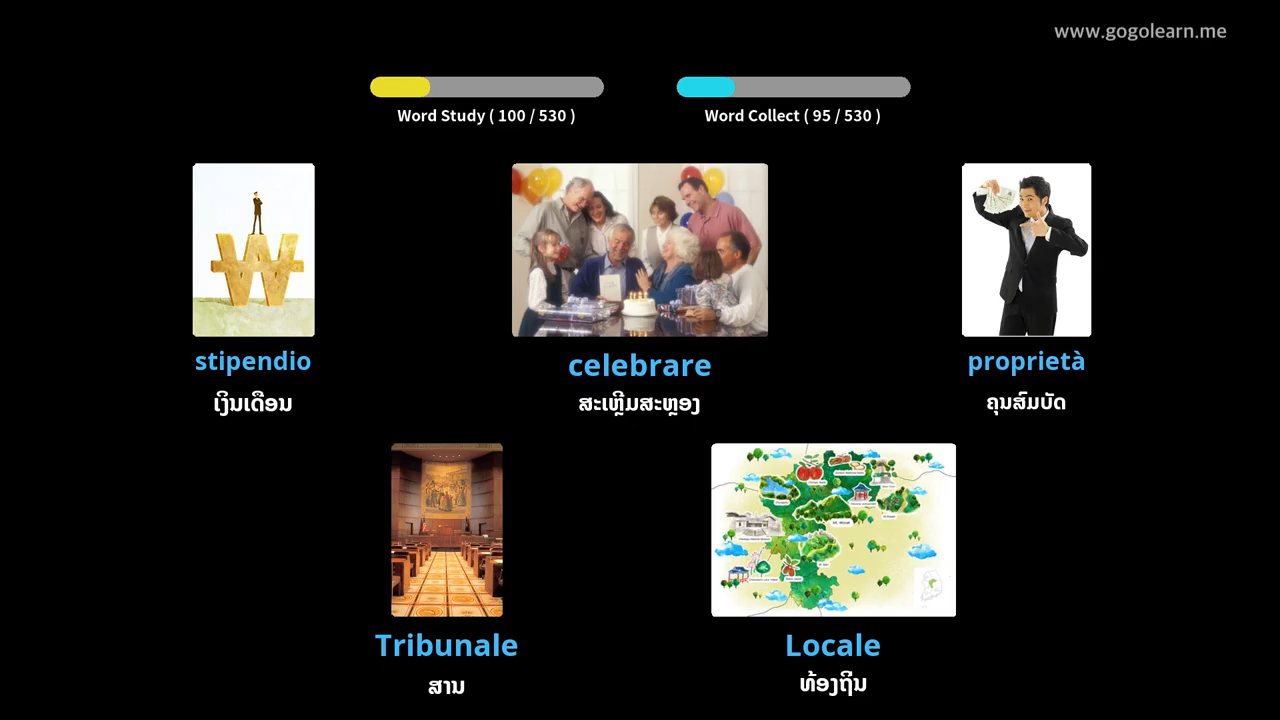 www.gogolearn.me
Word Study ( 100 / 530 )
Word Collect ( 95 / 530 )
stipendio
ເງິນເດືອນ
celebrare
ສະເຫຼີມສະຫຼອງ
proprietà
ຄຸນສົມບັດ
Tribunale
ສານ
Locale
ທ້ອງຖິ່ນ